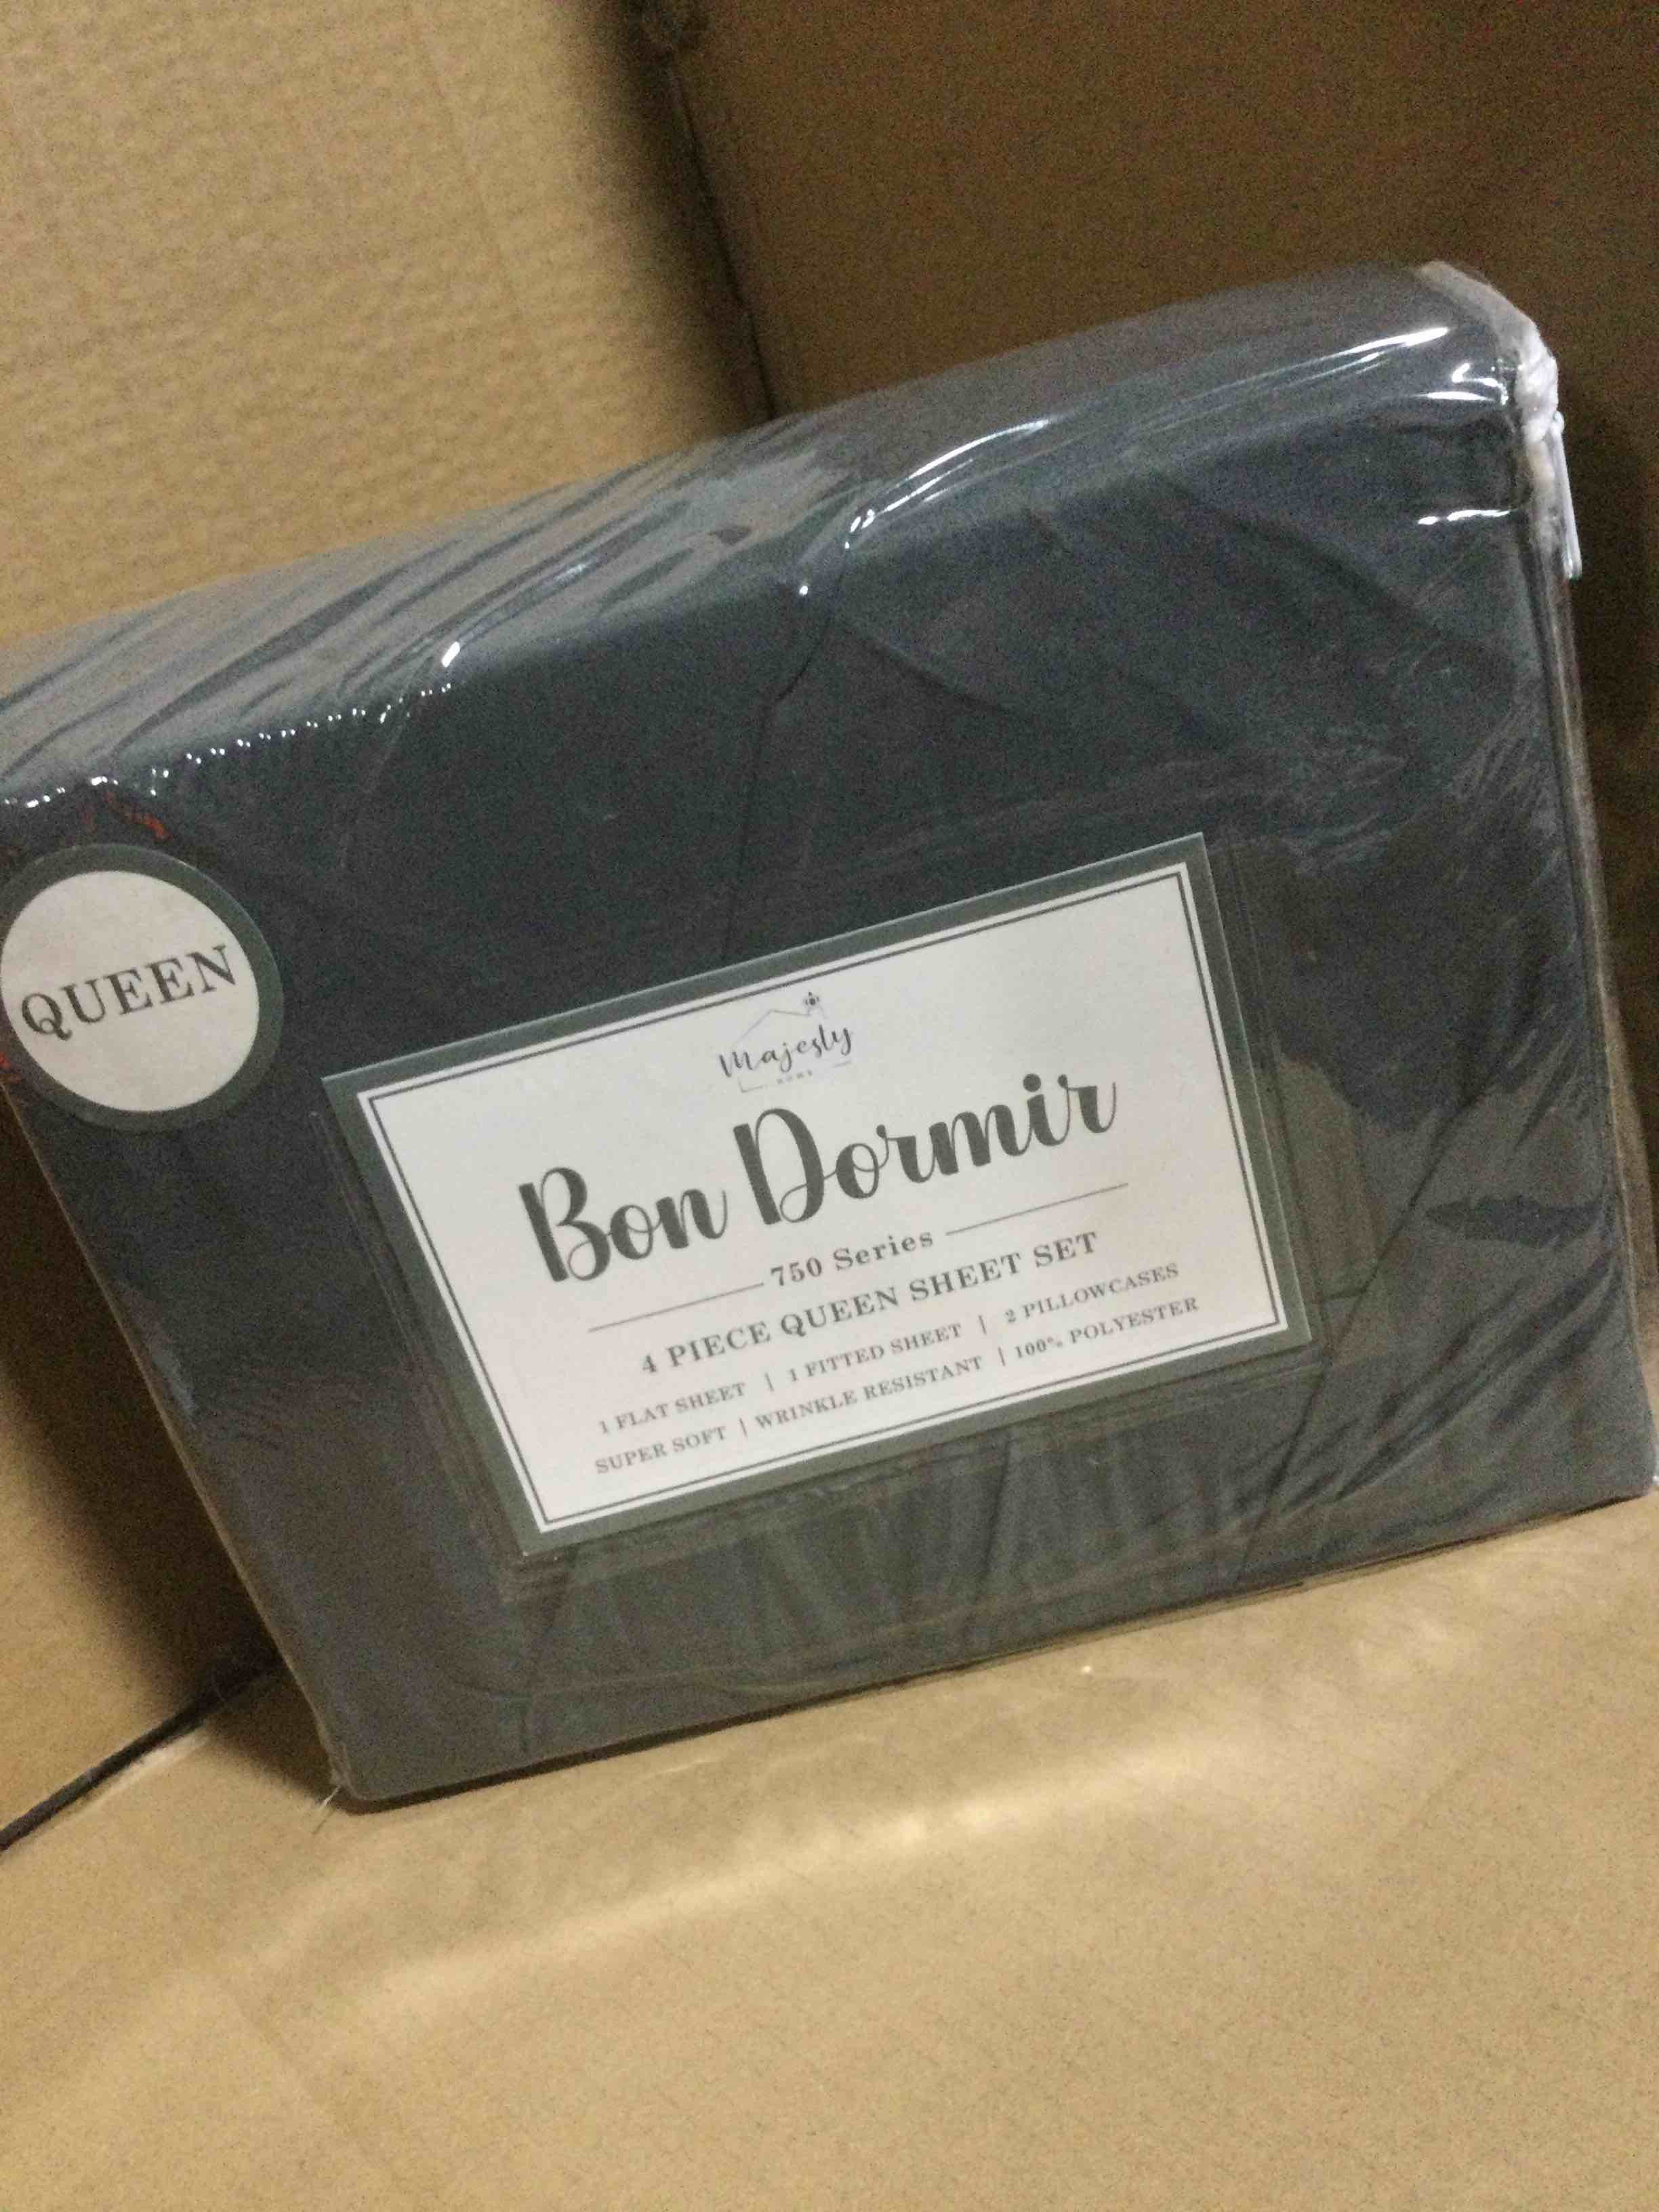 QUEEN
Majesty
HOME
Bon Dormir
750 Series
4 PIECE QUEEN SHEET SET
1 FLAT SHEET | 1 FITTED SHEET | 2 PILLOWCASES
SUPER SOFT | WRINKLE RESISTANT | 100% POLYESTER